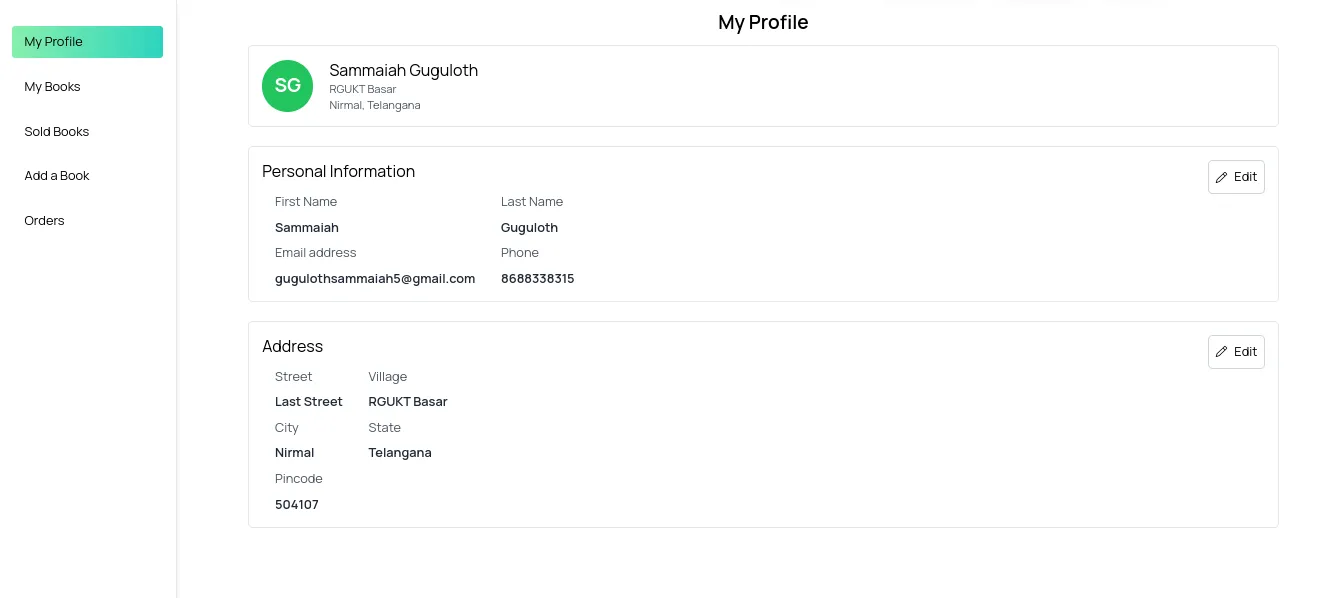 My Profile
My Books
Sold Books
Add a Book
Orders
My Profile
SG
Sammaiah Guguloth
RGUKT Basar
Nirmal, Telangana
Personal Information
Edit
First Name Last Name
Sammaiah Guguloth
Email address Phone
gugulothsammaiah5@gmail.com 8688338315
Address
Edit
Street Village
Last Street RGUKT Basar
City State
Nirmal Telangana
Pincode
504107